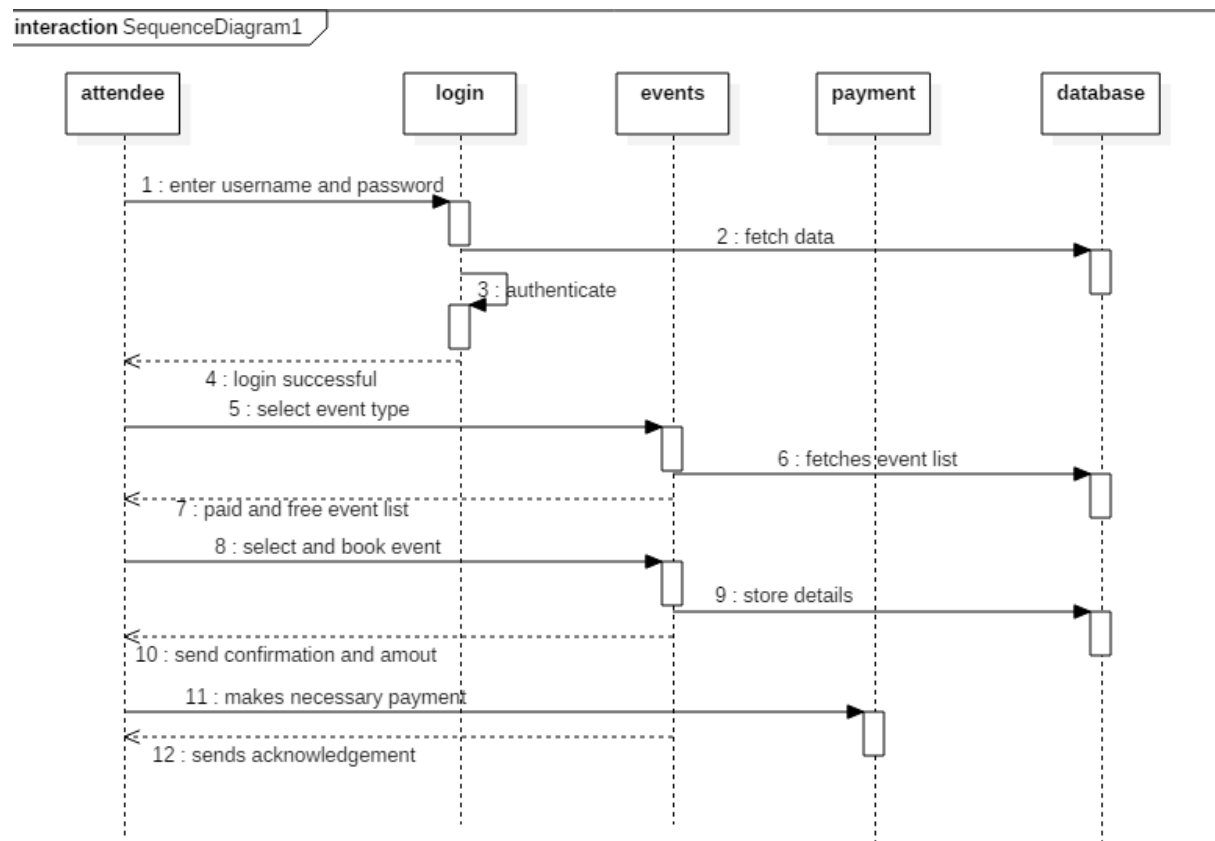 interaction SequenceDiagram1
attendee
login
events
payment
database
1 : enter username and password
2 : fetch data
3 : authenticate
4 : login successful
5 : select event type
6 : fetches event list
7 : paid and free event list
8 : select and book event
9 : store details
10 : send confirmation and amout
11 : makes necessary payment
12 : sends acknowledgement